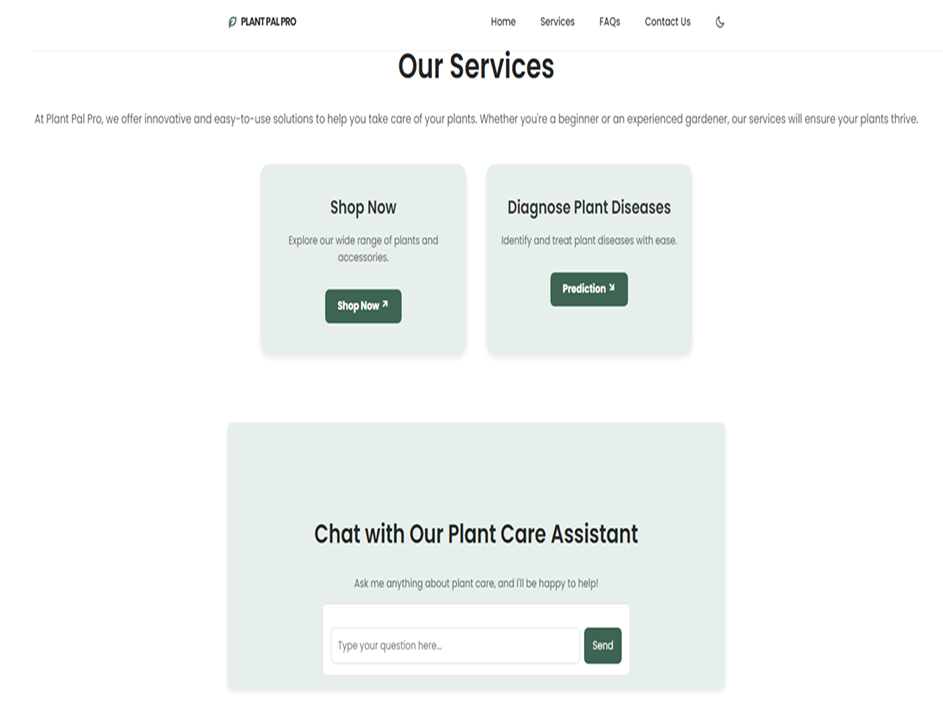 PLANT PAL PRO
Home Services FAQs Contact Us
Our Services
At Plant Pal Pro, we offer innovative and easy-to-use solutions to help you take care of your plants. Whether you're a beginner or an experienced gardener, our services will ensure your plants thrive.
Shop Now
Explore our wide range of plants and
accessories.
Shop Now
Diagnose Plant Diseases
Identify and treat plant diseases with ease.
Prediction
Chat with Our Plant Care Assistant
Ask me anything about plant care, and I'll be happy to help!
Type your question here...
Send